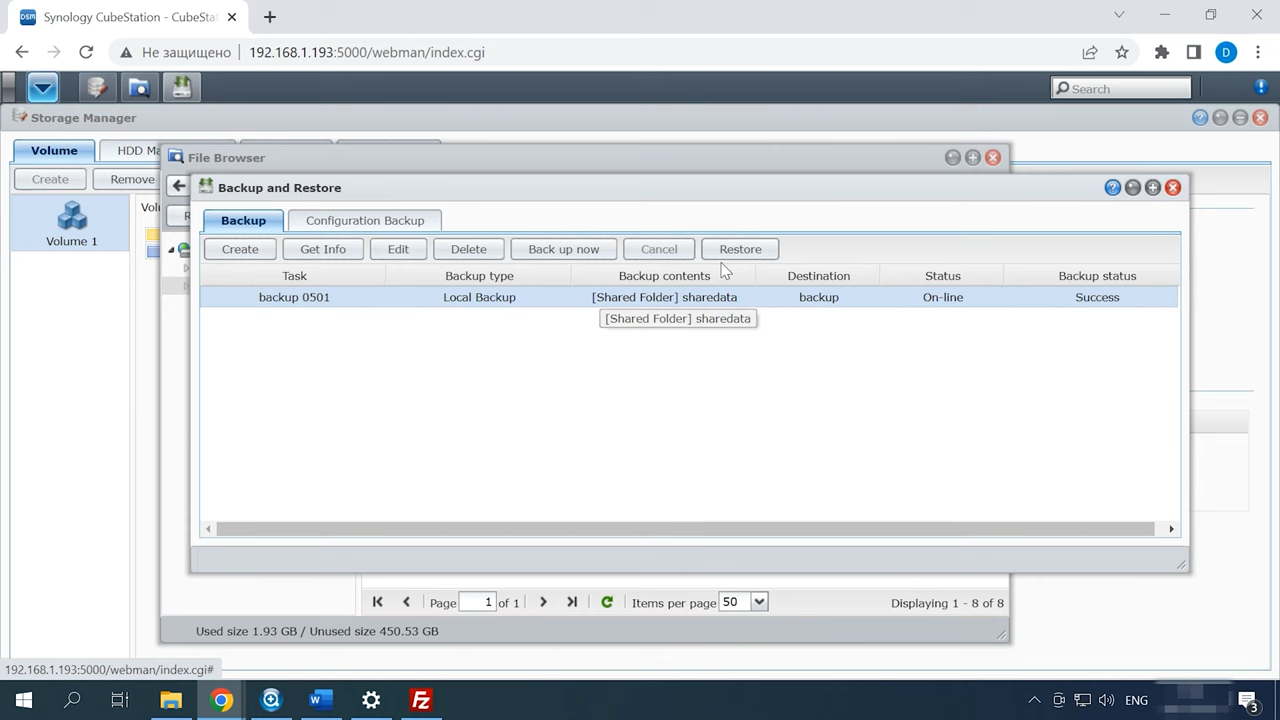 Synology CubeStation - CubeSta
Не защищено 192.168.1.193:5000/webman/index.cgi
D
Search
Storage Manager
Volume
HDD Ma
Create
Remove
Volu
Volume 1
File Browser
R
Backup and Restore
Backup
Configuration Backup
Create
Get Info
Edit
Delete
Back up now
Cancel
Restore
Task Backup type Backup contents Destination Status Backup status
backup 0501 Local Backup [Shared Folder] sharedata backup On-line Success
[Shared Folder] sharedata
Page 1 of 1
Items per page 50
Displaying 1 - 8 of 8
Used size 1.93 GB / Unused size 450.53 GB
192.168.1.193:5000/webman/index.cgi#
ENG
3